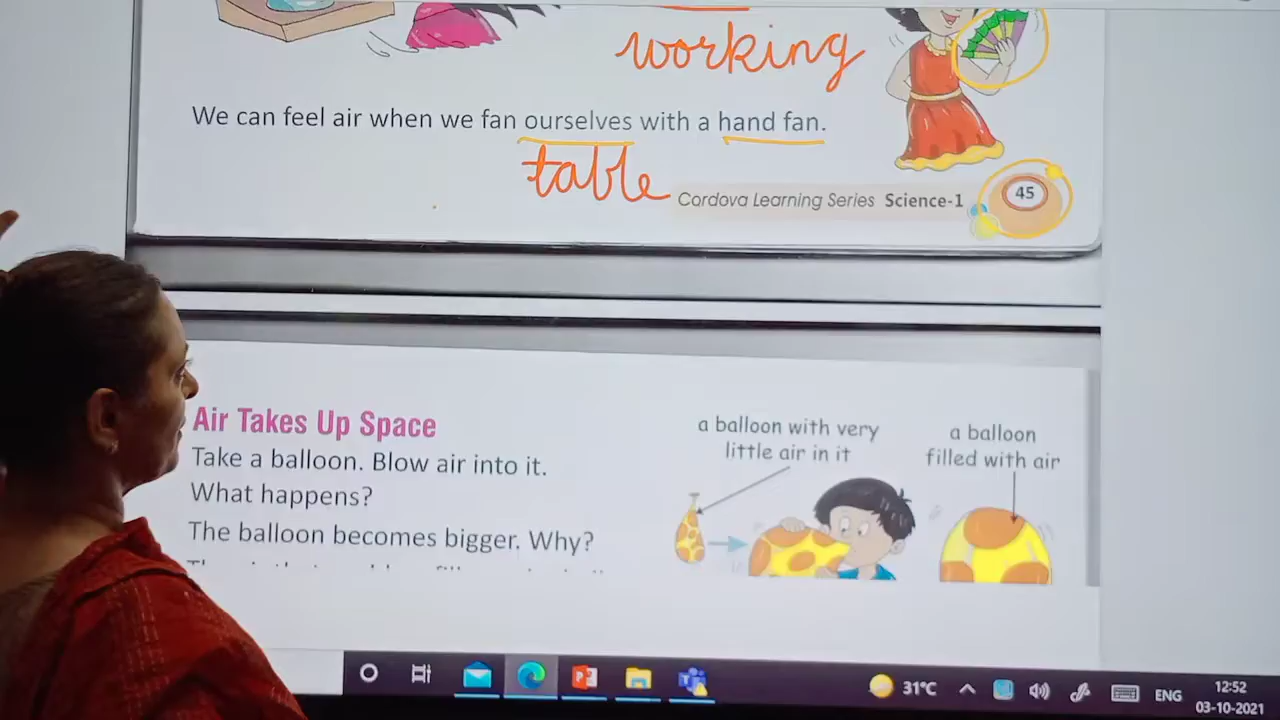 working
We can feel air when we fan ourselves with a hand fan.
table
Cordova Learning Series Science-1 45
Air Takes Up Space
Take a balloon. Blow air into it.
What happens?
The balloon becomes bigger. Why?
a balloon with very
little air in it
a balloon
filled with air
31°C
ENG
12:52
03-10-2021